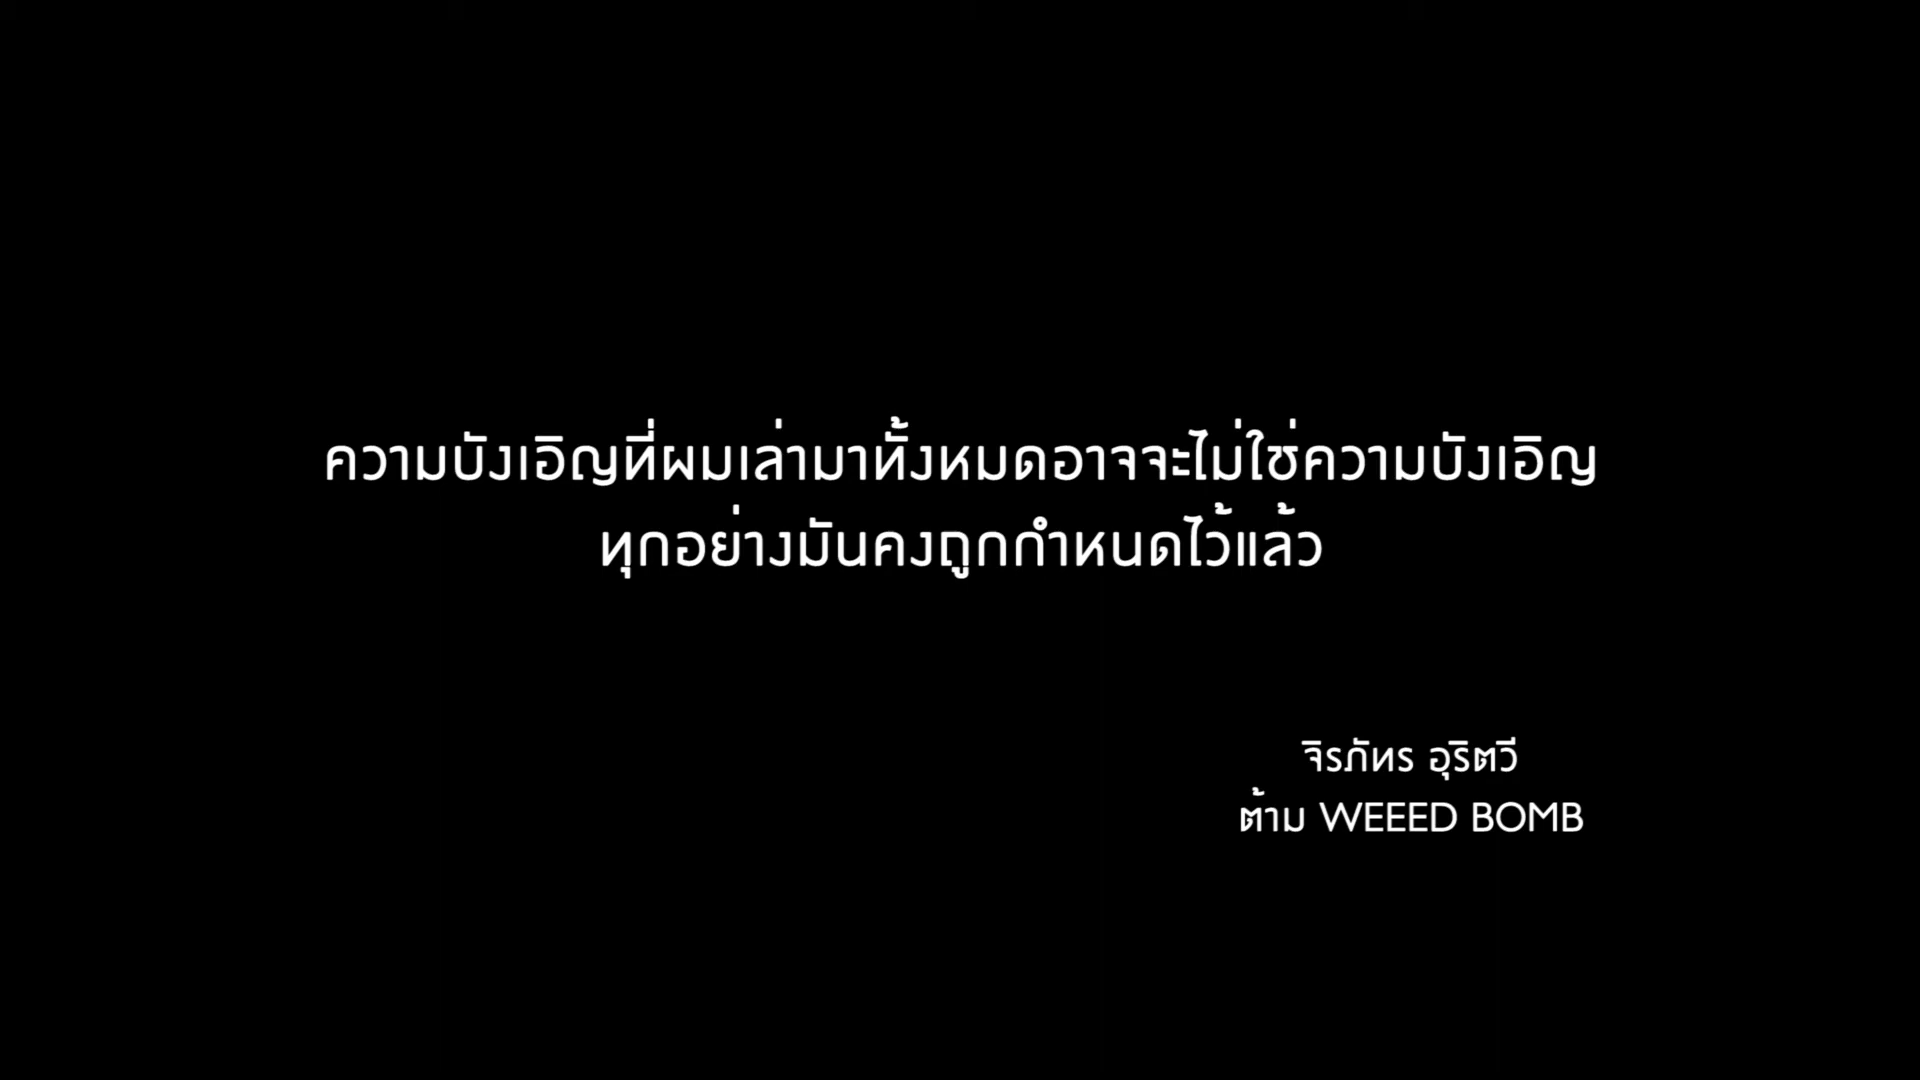 ความบังเอิญที่ผมเล่ามาทั้งหมดอาจจะไม่ใช่ความบังเอิญ
ทุกอย่างมันคงถูกกำหนดไว้แล้ว
จิรภัทร อุริตวี
ต้าม WEEED BOMB